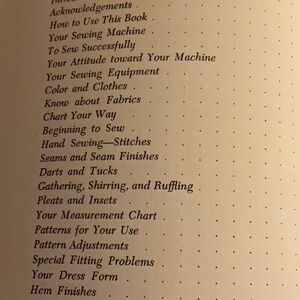 Acknowledgements
How to Use This Book
Your Sewing Machine
To Sew Successfully
Your Attitude toward Your Machine
Your Sewing Equipment
Color and Clothes
Know about Fabrics
Chart Your Way
Beginning to Sew
Hand Sewing—Stitches
Seams and Seam Finishes
Darts and Tucks
Gathering, Shirring, and Ruffling
Pleats and Insets
Your Measurement Chart
Patterns for Your Use
Pattern Adjustments
Special Fitting Problems
Your Dress Form
Hem Finishes